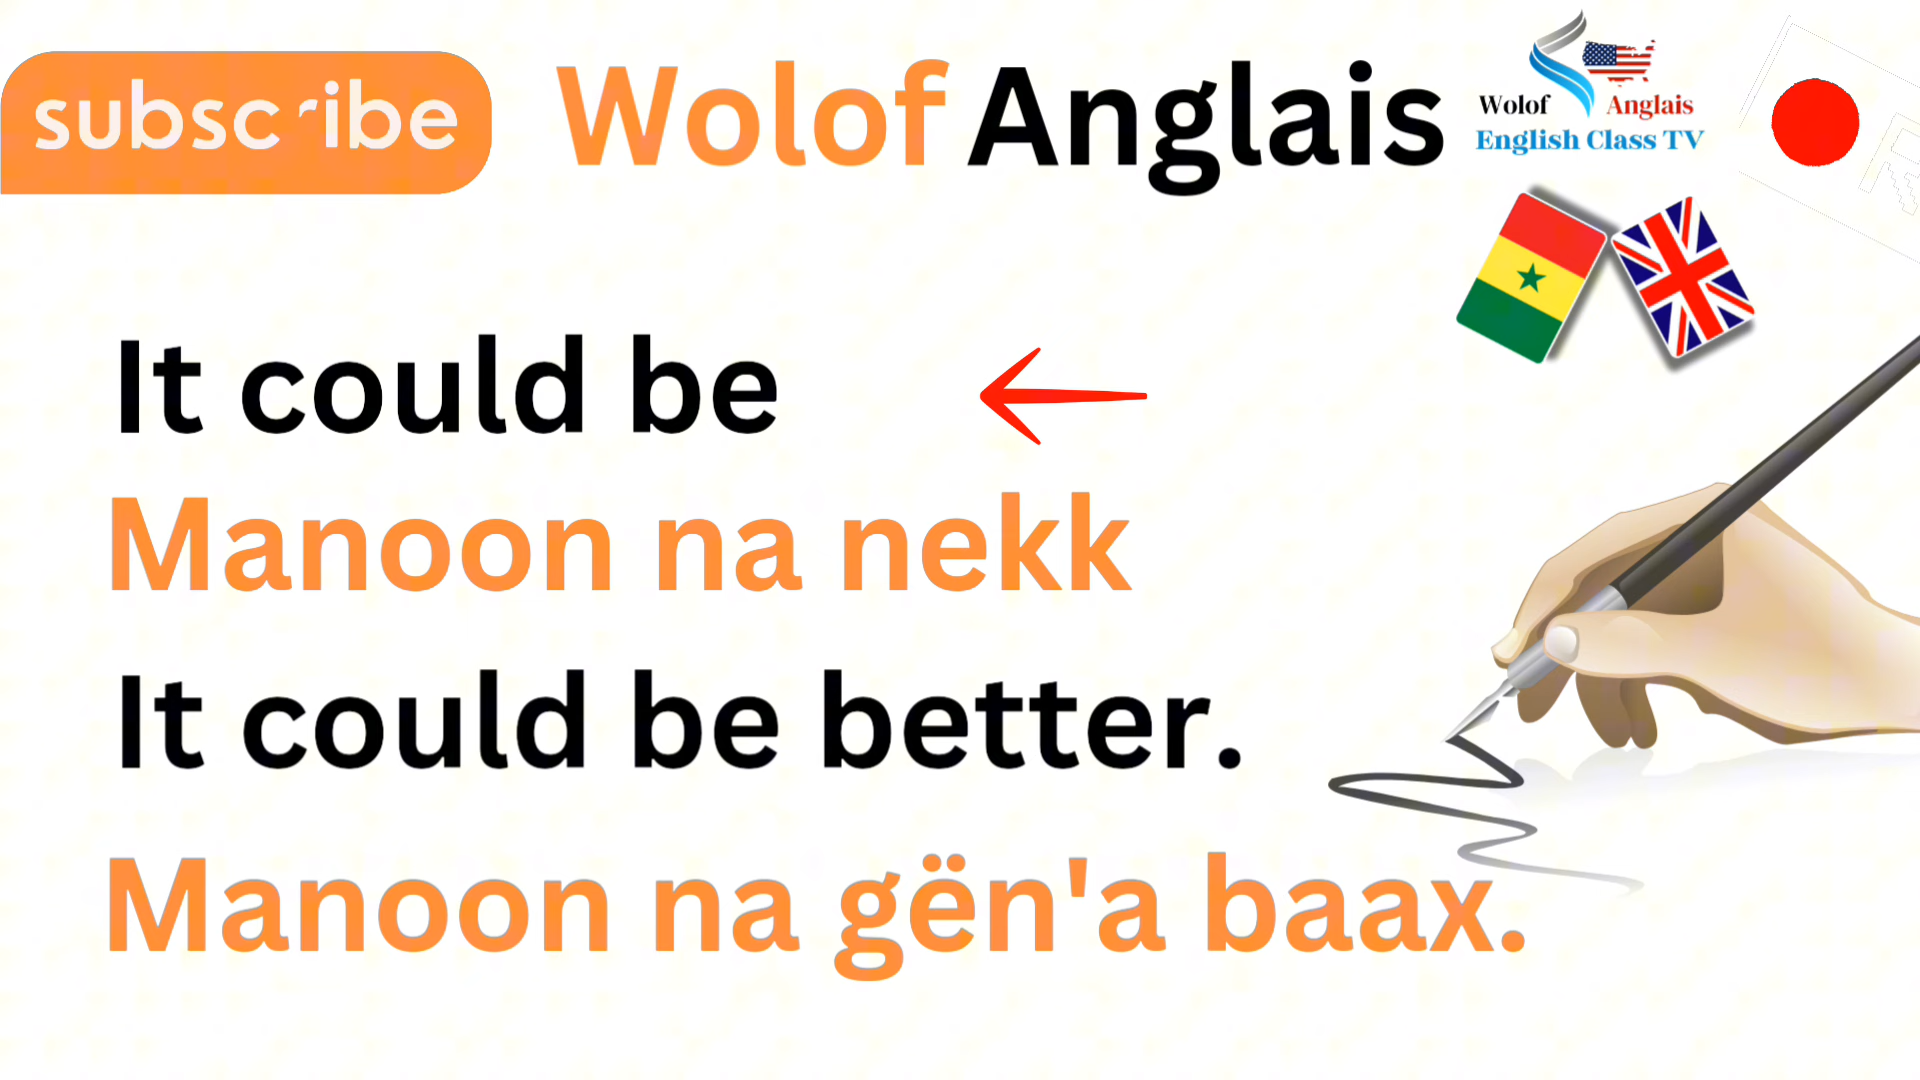 subscribe
Wolof Anglais
Wolof Anglais
English Class TV
It could be
Manoon na nekk
It could be better.
Manoon na gën'a baax.